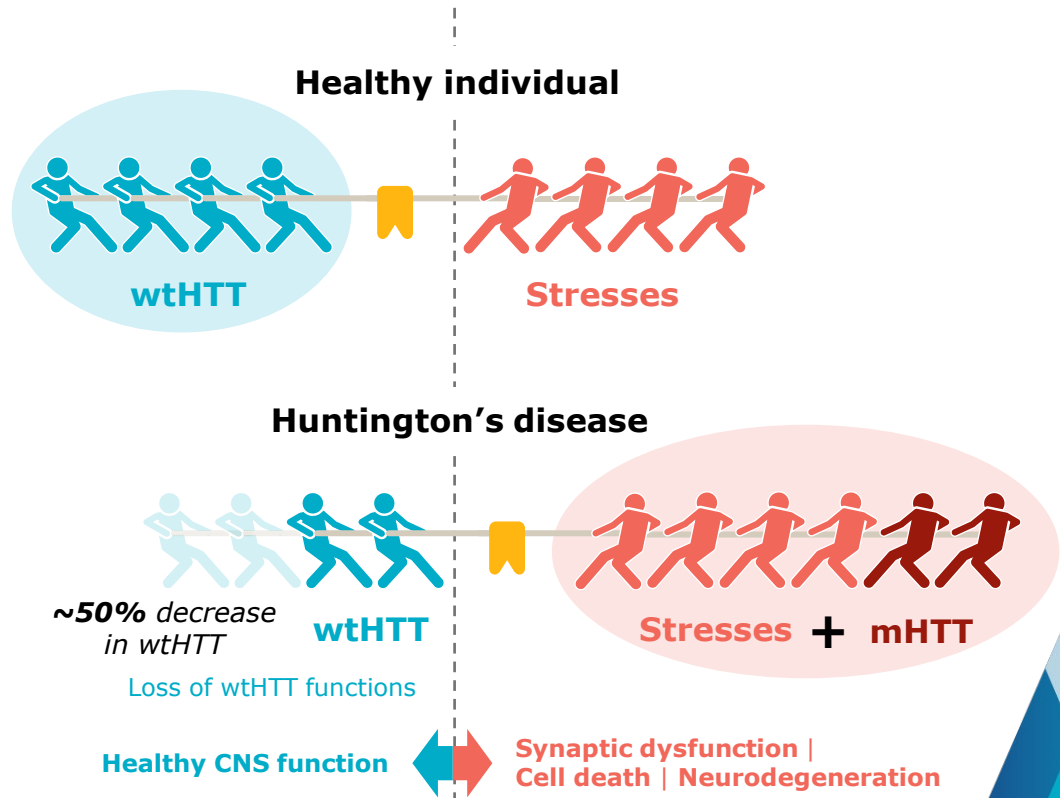 Healthy individual
wtHTT
Stresses
Huntington’s disease
~50% decrease
in wtHTT
wtHTT
Stresses + mHTT
Loss of wtHTT functions
Healthy CNS function
Synaptic dysfunction |
Cell death | Neurodegeneration